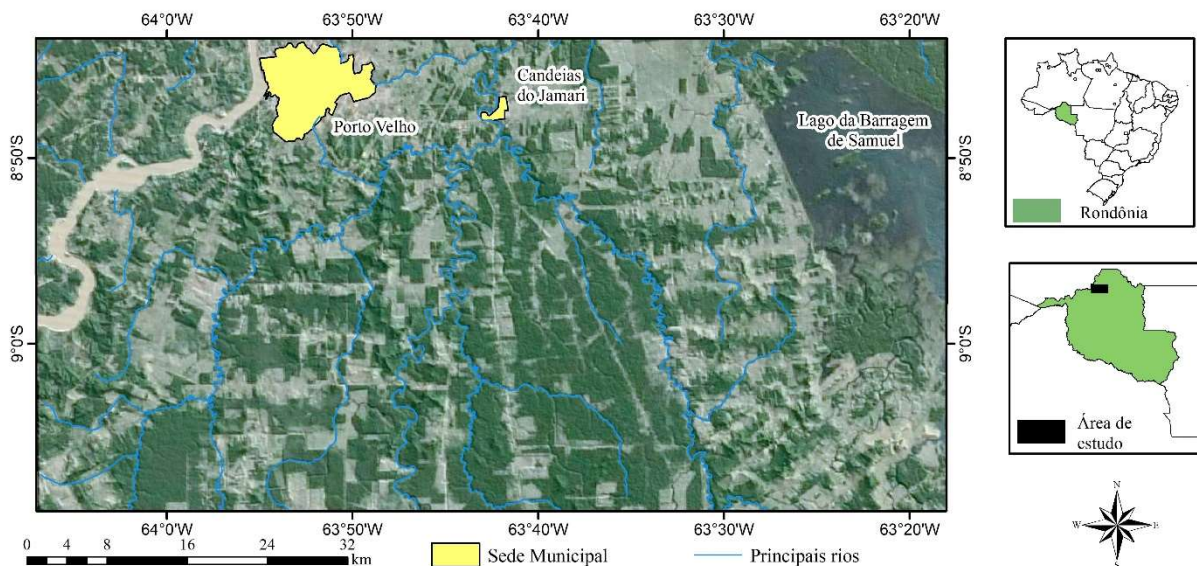 64°0'W 63°50'W 63°40'W 63°30'W 63°20'W
Porto Velho
Candeias
do Jamari
Lago da Barragem
de Samuel
8°50'S
8°50'S
9°0'S
9°0'S
64°0'W 63°50'W 63°40'W 63°30'W 63°20'W
0 4 8 16 24 32
km
Sede Municipal
Principais rios
Rondônia
Área de
estudo
N
W E
S